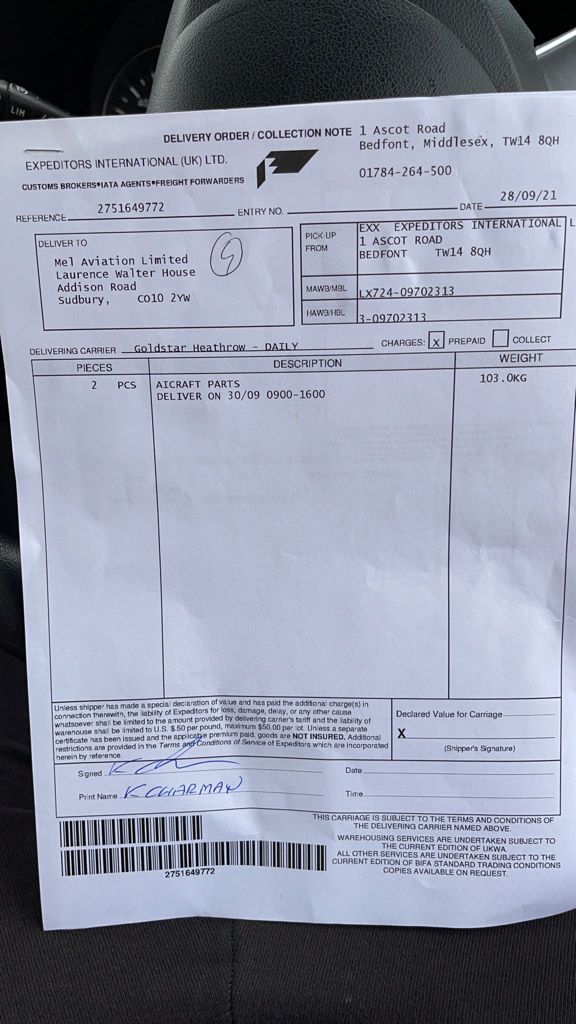 DELIVERY ORDER / COLLECTION NOTE
1 Ascot Road
Bedfont, Middlesex, TW14 8QH
EXPEDITORS INTERNATIONAL (UK) LTD.
CUSTOMS BROKERS•IATA AGENTS•FREIGHT FORWARDERS
01784-264-500
REFERENCE 2751649772 ENTRY NO. DATE 28/09/21
DELIVER TO
Mel Aviation Limited
Laurence Walter House
Addison Road
Sudbury, CO10 2YW
PICK-UP FROM
EXX EXPEDITORS INTERNATIONAL L
1 ASCOT ROAD
BEDFONT TW14 8QH
MAWB/MBL LX724-09702313
HAWB/HBL 3-09702313
DELIVERING CARRIER Goldstar Heathrow - DAILY CHARGES: X PREPAID COLLECT
PIECES DESCRIPTION WEIGHT
2 PCS AICRAFT PARTS 103.0KG
DELIVER ON 30/09 0900-1600
Unless shipper has made a special declaration of value and has paid the additional charge(s) in
connection therewith, the liability of Expeditors for loss, damage, delay, or any other cause
whatsoever shall be limited to the amount provided by delivering carrier's tariff and the liability of
warehouse shall be limited to U.S. $.50 per pound, maximum $50.00 per lot. Unless a separate
certificate has been issued and the applicable premium paid, goods are NOT INSURED. Additional
restrictions are provided in the Terms and Conditions of Service of Expeditors which are incorporated
herein by reference.
Declared Value for Carriage
X
(Shipper's Signature)
Signed
Date
Print Name K CHARMAN
Time
THIS CARRIAGE IS SUBJECT TO THE TERMS AND CONDITIONS OF
THE DELIVERING CARRIER NAMED ABOVE.
WAREHOUSING SERVICES ARE UNDERTAKEN SUBJECT TO
THE CURRENT EDITION OF UKWA.
ALL OTHER SERVICES ARE UNDERTAKEN SUBJECT TO THE
CURRENT EDITION OF BIFA STANDARD TRADING CONDITIONS
COPIES AVAILABLE ON REQUEST.
2751649772
LIM